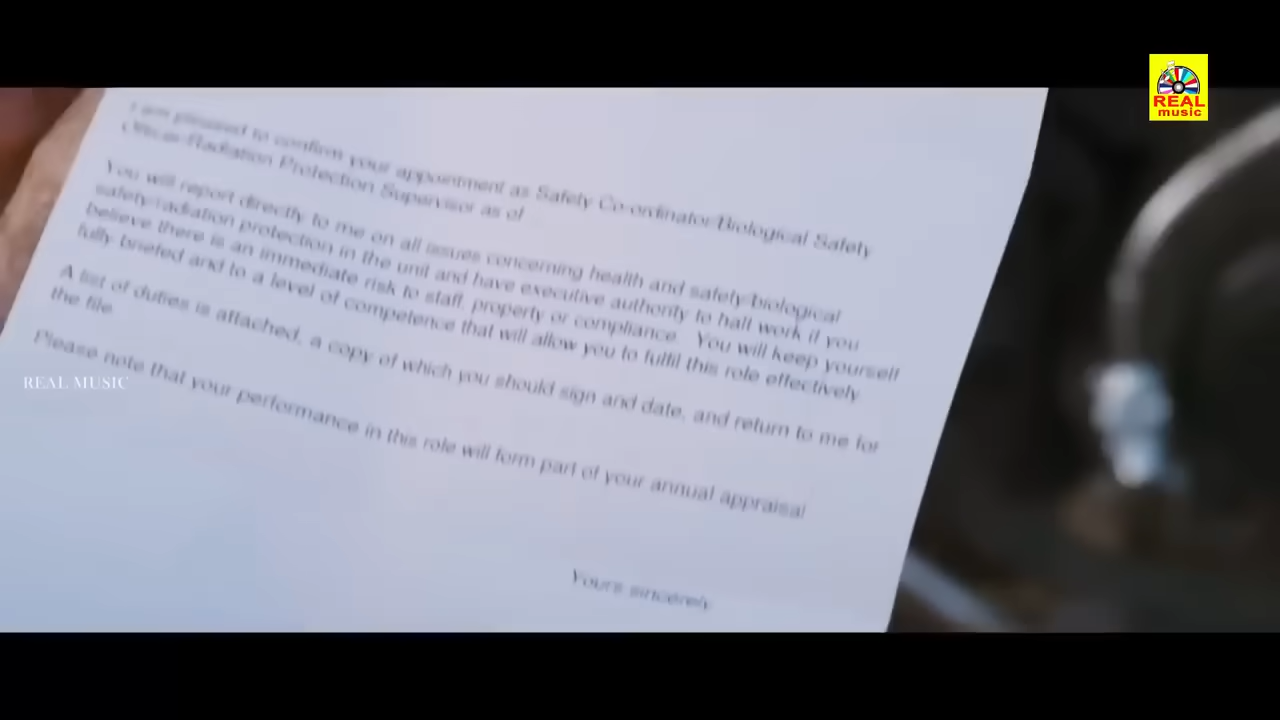 REAL
music
I am pleased to confirm your appointment as Safety Co-ordinator/Biological Safety
Officer/Radiation Protection Supervisor as of
You will report directly to me on all issues concerning health and safety/biological
safety/radiation protection in the unit and have executive authority to halt work if you
believe there is an immediate risk to staff, property or compliance. You will keep yourself
fully briefed and to a level of competence that will allow you to fulfil this role effectively
A list of duties is attached, a copy of which you should sign and date, and return to me for
the file.
Please note that your performance in this role will form part of your annual appraisal
REAL MUSIC
Yours sincerely